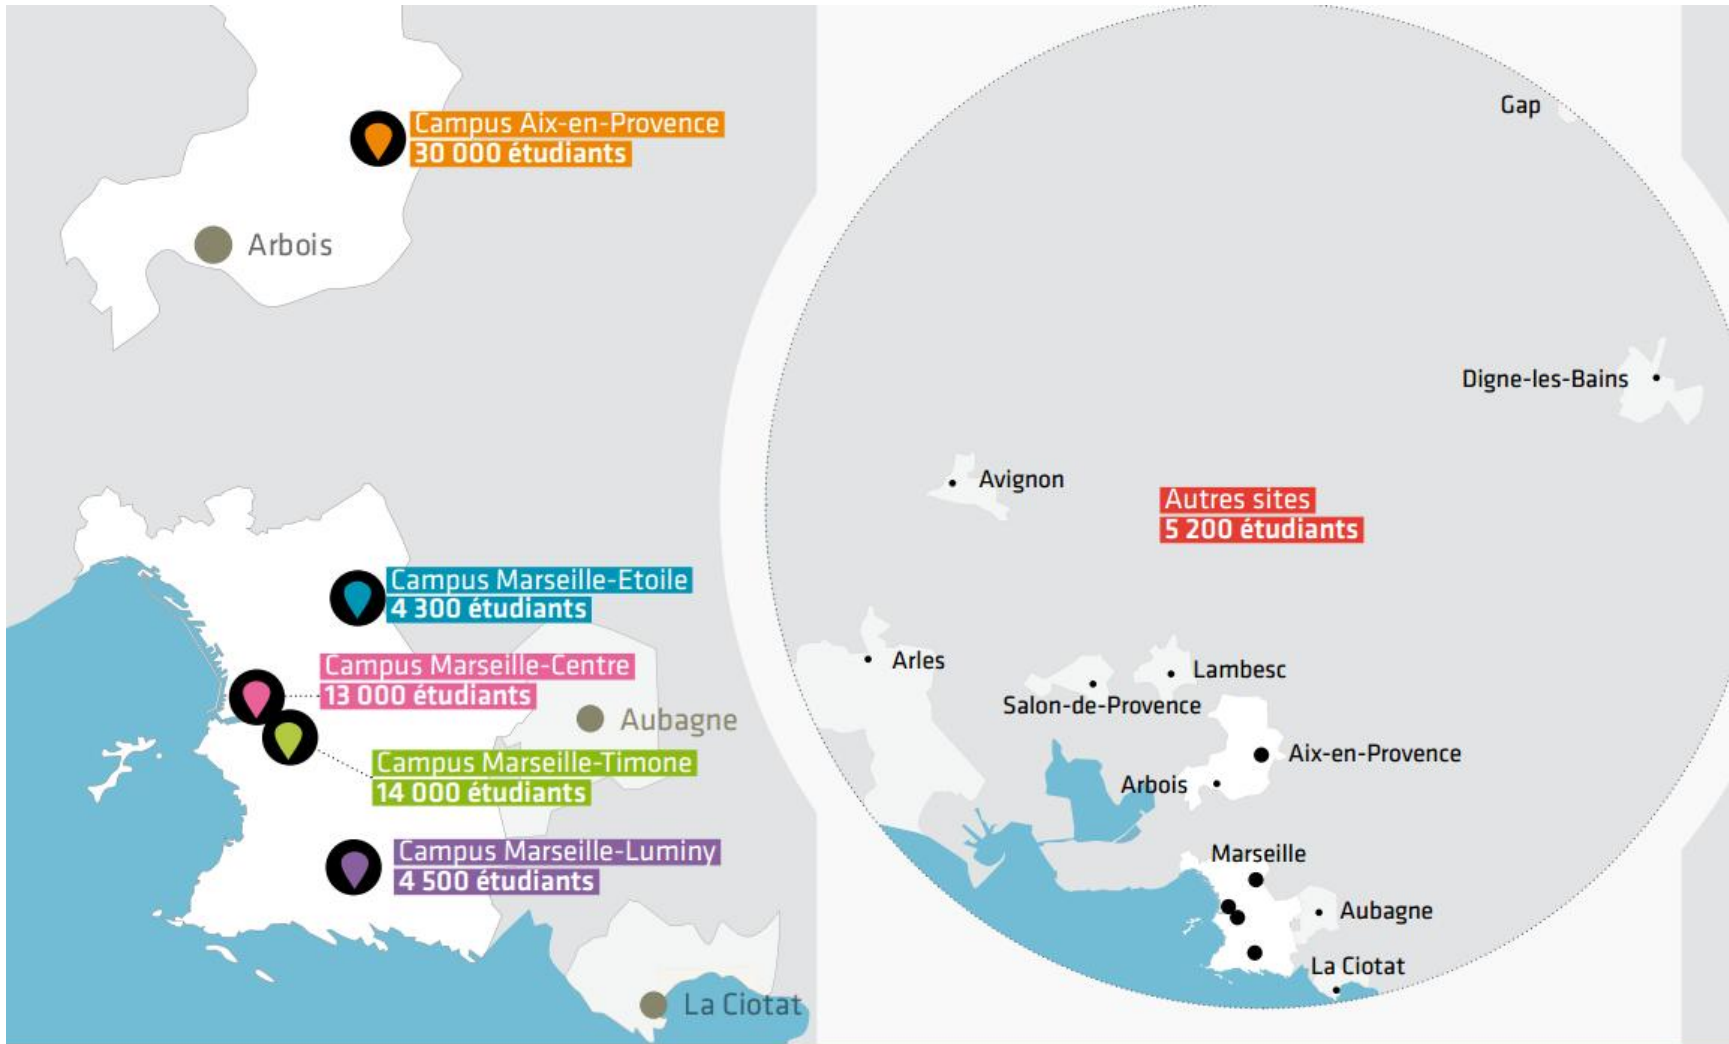 Campus Aix-en-Provence
30 000 étudiants
Arbois
Campus Marseille-Etoile
4 300 étudiants
Campus Marseille-Centre
13 000 étudiants
Aubagne
Campus Marseille-Timone
14 000 étudiants
Campus Marseille-Luminy
4 500 étudiants
La Ciotat
Gap
Digne-les-Bains
Avignon
Autres sites
5 200 étudiants
Arles
Lambesc
Salon-de-Provence
Aix-en-Provence
Arbois
Marseille
Aubagne
La Ciotat